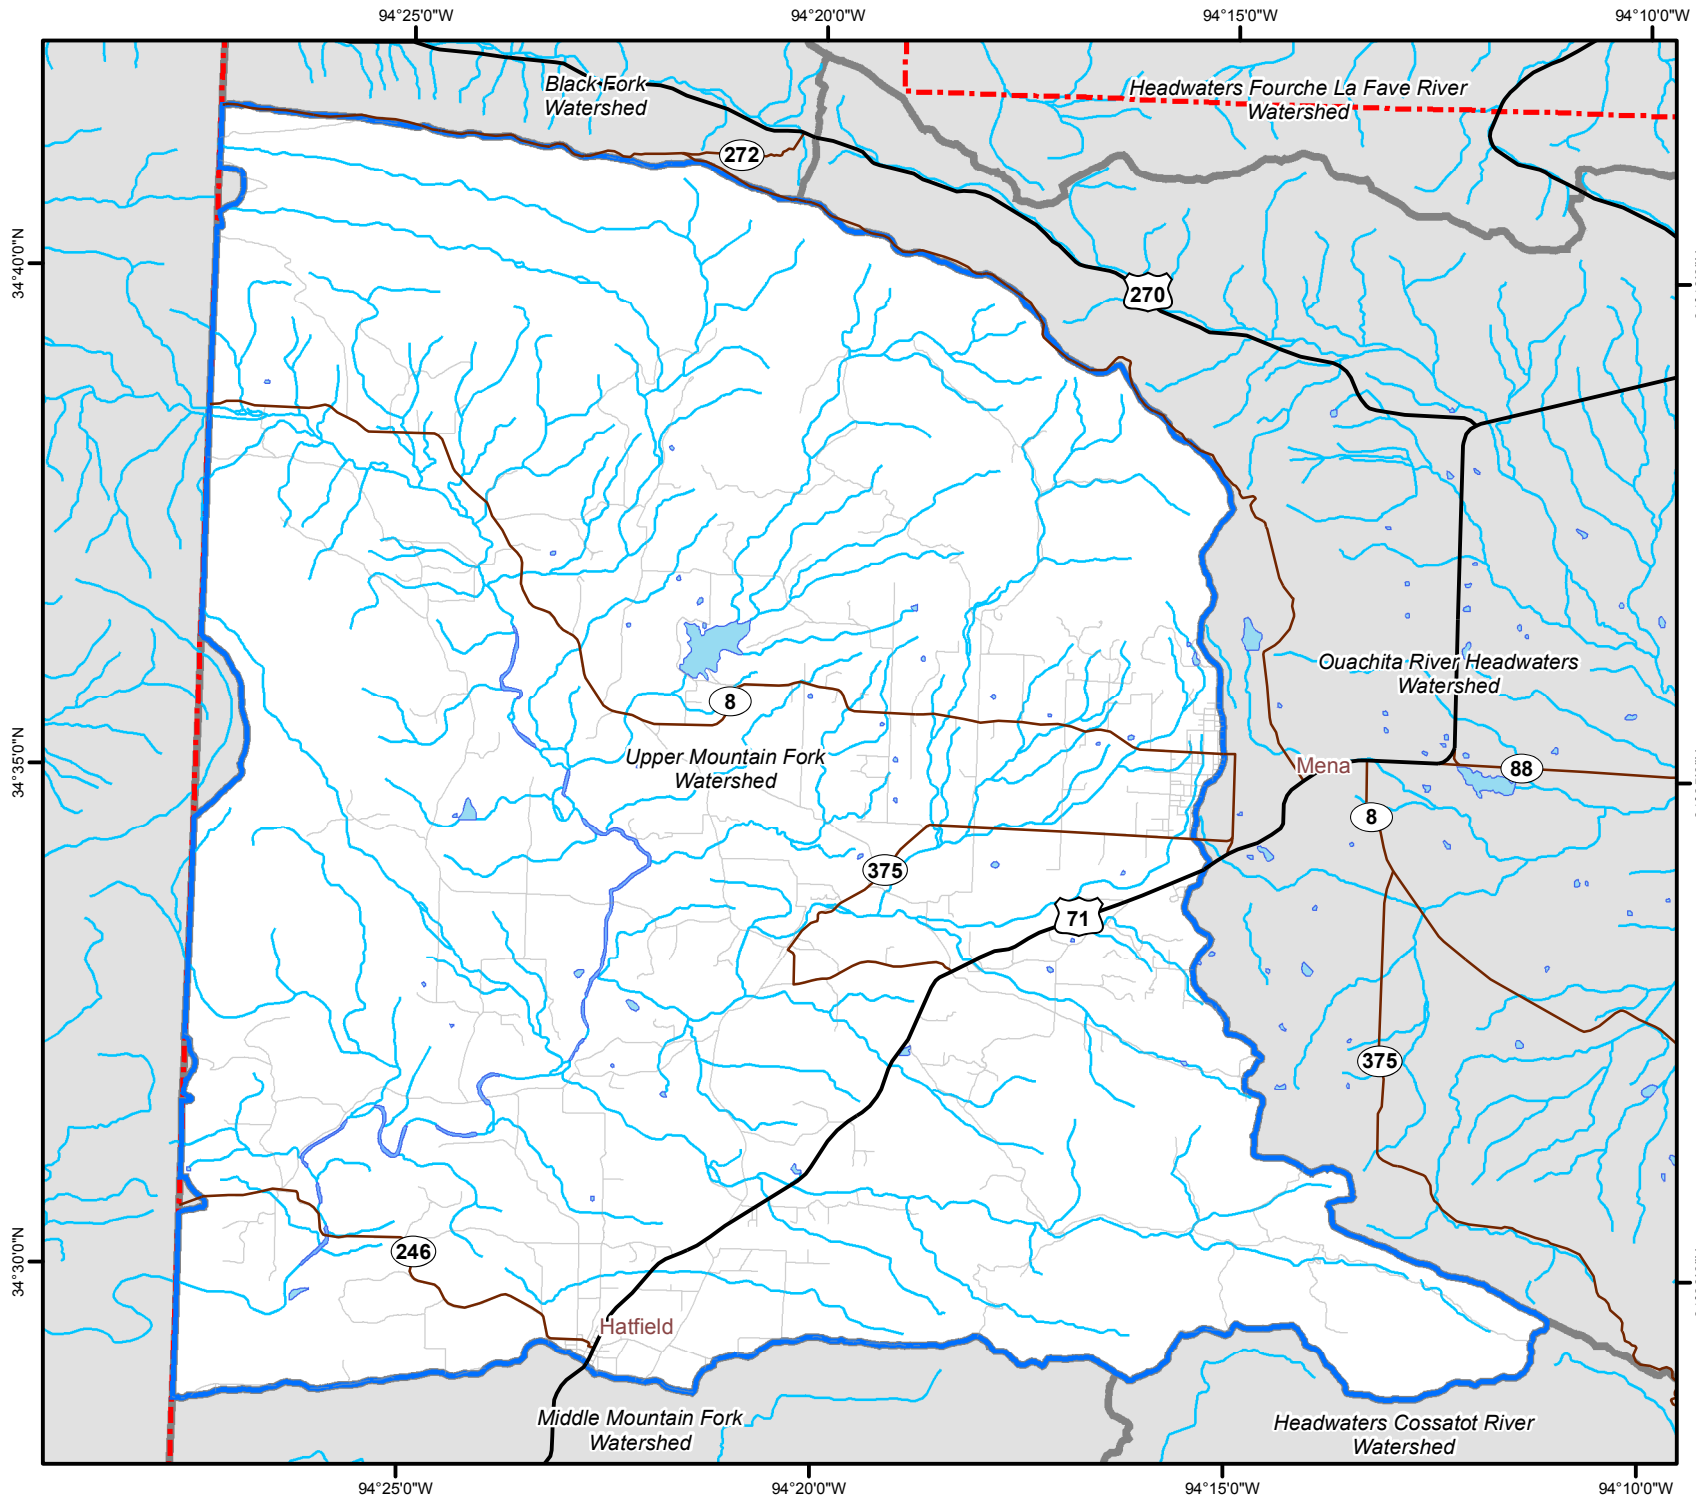 94°25'0"W
94°20'0"W
94°15'0"W
94°10'0"W
Black Fork
Watershed
Headwaters Fourche La Fave River
Watershed
272
34°40'0"N
270
Ouachita River Headwaters
Watershed
8
Upper Mountain Fork
Watershed
34°35'0"N
Mena
88
8
375
71
375
34°30'0"N
246
Hatfield
Middle Mountain Fork
Watershed
Headwaters Cossatot River
Watershed
94°25'0"W
94°20'0"W
94°15'0"W
94°10'0"W